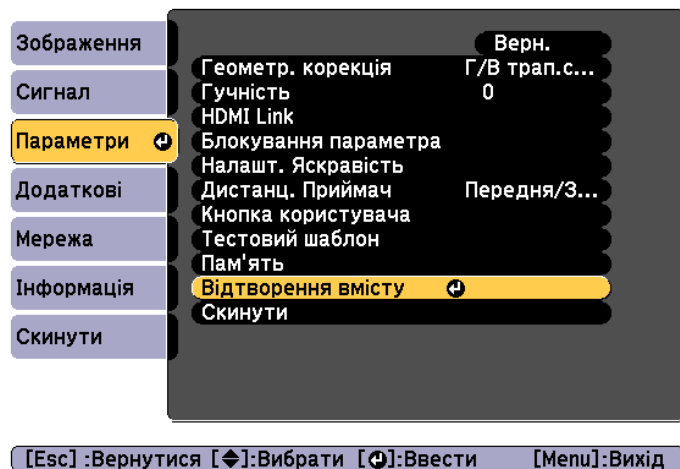 Зображення
Сигнал
Параметри
Додаткові
Мережа
Інформація
Скинути
Верн.
Геометр. корекція Г/В трап.с...
Гучність 0
HDMI Link
Блокування параметра
Налашт. Яскравість
Дистанц. Приймач Передня/З...
Кнопка користувача
Тестовий шаблон
Пам'ять
Відтворення вмісту
Скинути
[Esc] :Вернутися [◆]:Вибрати [⏎]:Ввести [Menu]:Вихід